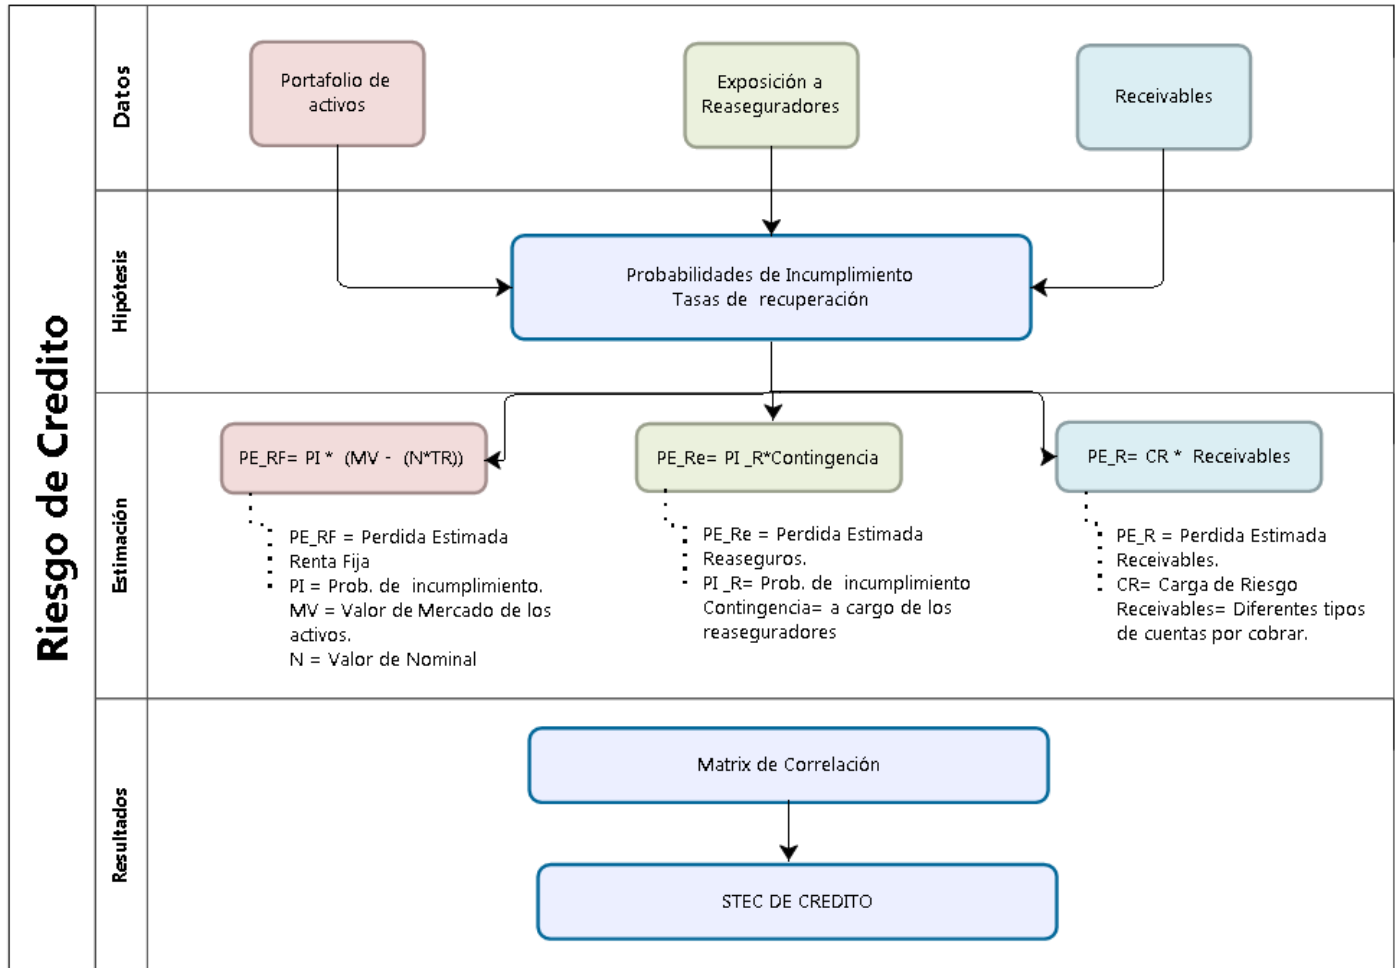 Riesgo de Credito
Datos
Portafolio de
activos
Exposición a
Reaseguradores
Receivables
Hipótesis
Probabilidades de Incumplimiento
Tasas de recuperación
Estimación
PE_RF= PI * (MV - (N*TR))
PE_RF = Perdida Estimada
Renta Fija
PI = Prob. de incumplimiento.
MV = Valor de Mercado de los
activos.
N = Valor de Nominal
PE_Re= PI _R*Contingencia
PE_Re = Perdida Estimada
Reaseguros.
PI _R= Prob. de incumplimiento
Contingencia= a cargo de los
reaseguradores
PE_R= CR * Receivables
PE_R = Perdida Estimada
Receivables.
CR= Carga de Riesgo
Receivables= Diferentes tipos
de cuentas por cobrar.
Resultados
Matrix de Correlación
STEC DE CREDITO